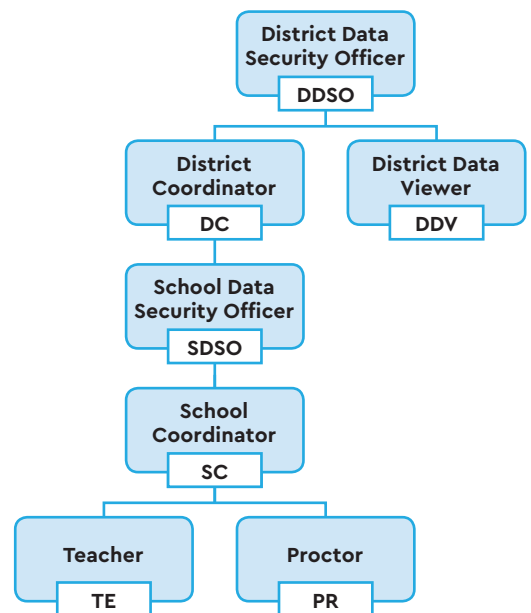 District Data
Security Officer
DDSO
District
Coordinator
DC
District Data
Viewer
DDV
School Data
Security Officer
SDSO
School
Coordinator
SC
Teacher
TE
Proctor
PR